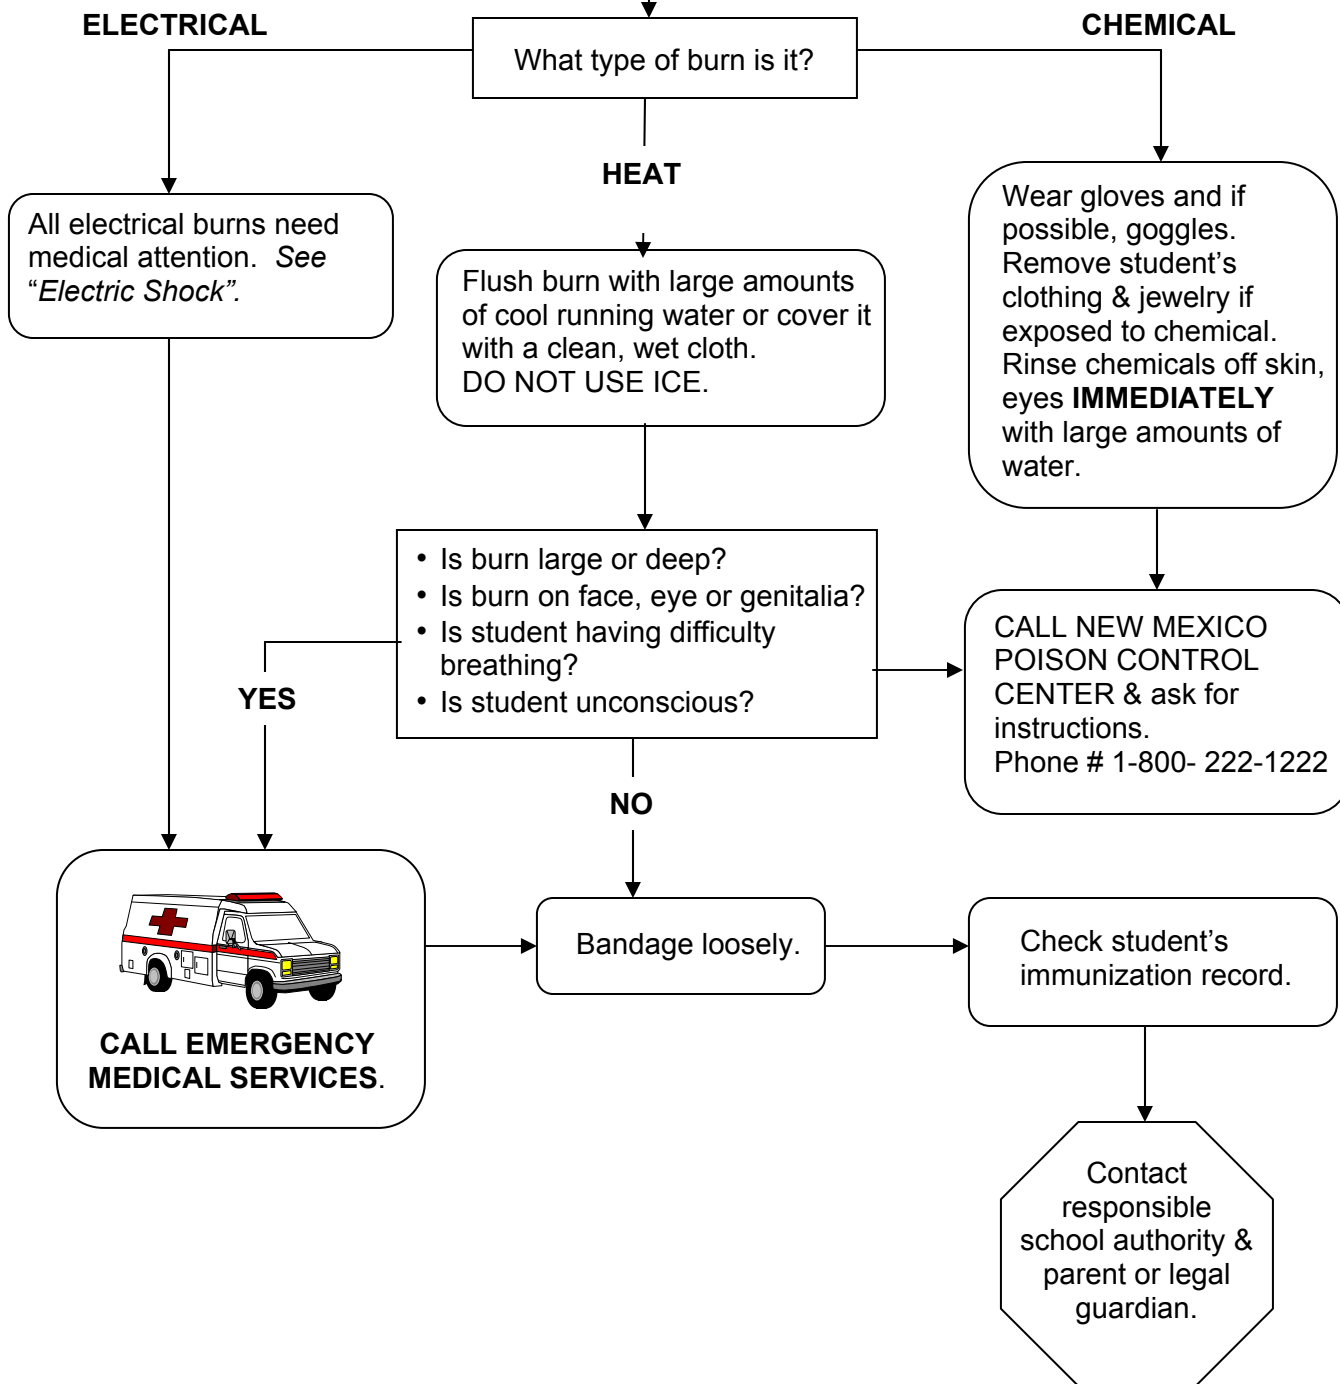 ELECTRICAL
CHEMICAL
What type of burn is it?
HEAT
All electrical burns need
medical attention.  See
“Electric Shock”.
Flush burn with large amounts
of cool running water or cover it
with a clean, wet cloth.
DO NOT USE ICE.
Wear gloves and if
possible, goggles.
Remove student’s
clothing & jewelry if
exposed to chemical.
Rinse chemicals off skin,
eyes IMMEDIATELY
with large amounts of
water.
• Is burn large or deep?
• Is burn on face, eye or genitalia?
• Is student having difficulty
breathing?
• Is student unconscious?
YES
NO
CALL NEW MEXICO
POISON CONTROL
CENTER & ask for
instructions.
Phone # 1-800- 222-1222
CALL EMERGENCY
MEDICAL SERVICES.
Bandage loosely.
Check student’s
immunization record.
Contact
responsible
school authority &
parent or legal
guardian.